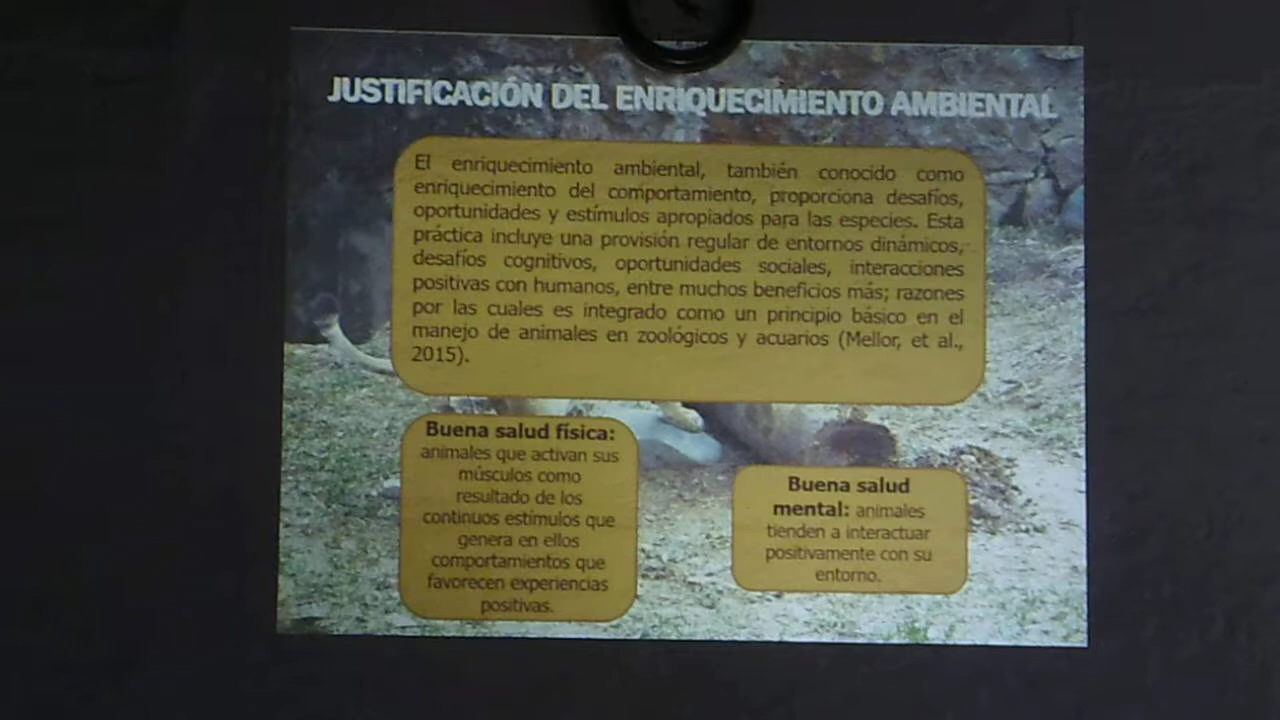 JUSTIFICACIÓN DEL ENRIQUECIMIENTO AMBIENTAL
El enriquecimiento ambiental, también conocido como
enriquecimiento del comportamiento, proporciona desafíos,
oportunidades y estímulos apropiados para las especies. Esta
práctica incluye una provisión regular de entornos dinámicos,
desafíos cognitivos, oportunidades sociales, interacciones
positivas con humanos, entre muchos beneficios más; razones
por las cuales es integrado como un principio básico en el
manejo de animales en zoológicos y acuarios (Mellor, et al.,
2015).
Buena salud física:
animales que activan sus
músculos como
resultado de los
continuos estímulos que
genera en ellos
comportamientos que
favorecen experiencias
positivas.
Buena salud
mental: animales
tienden a interactuar
positivamente con su
entorno.